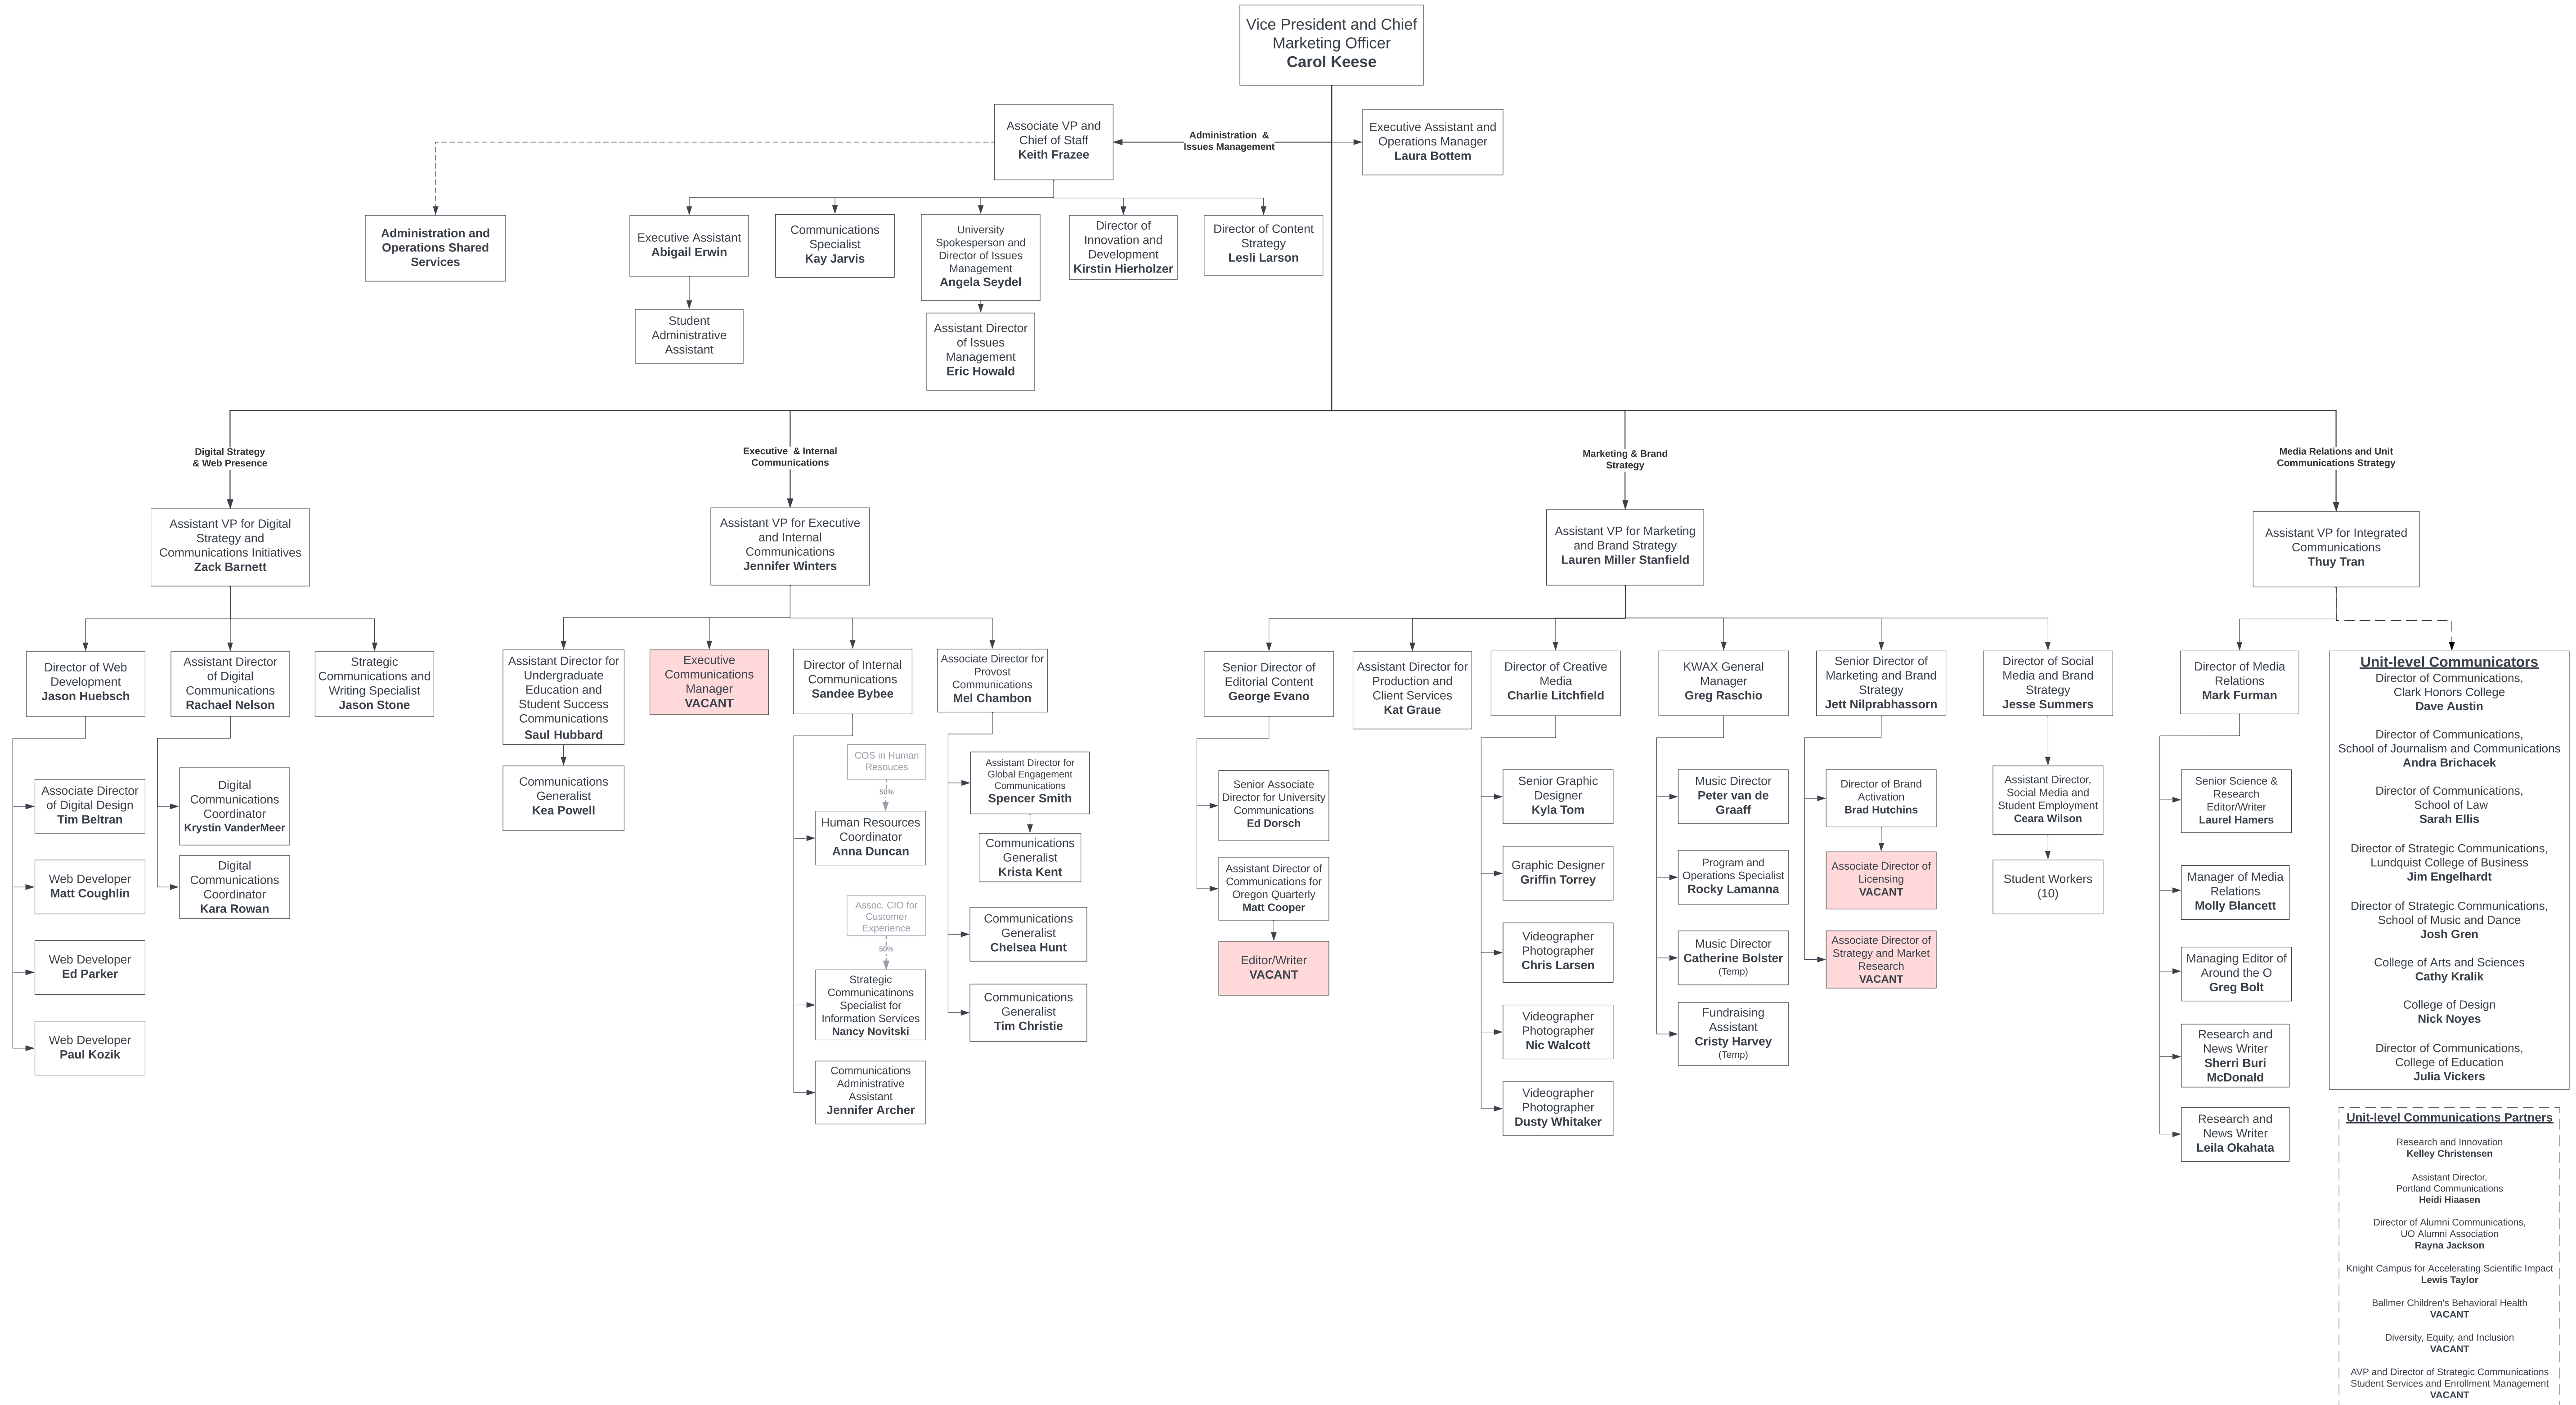 Vice President and Chief
Marketing Officer
Carol Keese
Associate VP and
Chief of Staff
Keith Frazee
Administration  &
Issues Management
Executive Assistant and
Operations Manager
Laura Bottem
Administration and
Operations Shared
Services
Executive Assistant
Abigail Erwin
Communications
Specialist
Kay Jarvis
University
Spokesperson and
Director of Issues
Management
Angela Seydel
Director of
Innovation and
Development
Kirstin Hierholzer
Director of Content
Strategy
Lesli Larson
Student
Administrative
Assistant
Assistant Director
of Issues
Management
Eric Howald
Digital Strategy
& Web Presence
Executive  & Internal
Communications
Marketing & Brand
Strategy
Media Relations and Unit
Communications Strategy
Assistant VP for Digital
Strategy and
Communications Initiatives
Zack Barnett
Assistant VP for Executive
and Internal
Communications
Jennifer Winters
Assistant VP for Marketing
and Brand Strategy
Lauren Miller Stanfield
Assistant VP for Integrated
Communications
Thuy Tran
Director of Web
Development
Jason Huebsch
Assistant Director
of Digital
Communications
Rachael Nelson
Strategic
Communications and
Writing Specialist
Jason Stone
Associate Director
of Digital Design
Tim Beltran
Web Developer
Matt Coughlin
Web Developer
Ed Parker
Web Developer
Paul Kozik
Digital
Communications
Coordinator
Krystin VanderMeer
Digital
Communications
Coordinator
Kara Rowan
Assistant Director for
Undergraduate
Education and
Student Success
Communications
Saul Hubbard
Communications
Generalist
Kea Powell
Executive
Communications
Manager
VACANT
Director of Internal
Communications
Sandee Bybee
COS in Human
Resouces
50%
Human Resources
Coordinator
Anna Duncan
Assoc. CIO for
Customer
Experience
50%
Strategic
Communicatinons
Specialist for
Information Services
Nancy Novitski
Communications
Administrative
Assistant
Jennifer Archer
Associate Director for
Provost
Communications
Mel Chambon
Assistant Director for
Global Engagement
Communications
Spencer Smith
Communications
Generalist
Krista Kent
Communications
Generalist
Chelsea Hunt
Communications
Generalist
Tim Christie
Senior Director of
Editorial Content
George Evano
Senior Associate
Director for University
Communications
Ed Dorsch
Assistant Director of
Communications for
Oregon Quarterly
Matt Cooper
Editor/Writer
VACANT
Assistant Director for
Production and
Client Services
Kat Graue
Director of Creative
Media
Charlie Litchfield
Senior Graphic
Designer
Kyla Tom
Graphic Designer
Griffin Torrey
Videographer
Photographer
Chris Larsen
Videographer
Photographer
Nic Walcott
Videographer
Photographer
Dusty Whitaker
KWAX General
Manager
Greg Raschio
Music Director
Peter van de
Graaff
Program and
Operations Specialist
Rocky Lamanna
Music Director
Catherine Bolster
(Temp)
Fundraising
Assistant
Cristy Harvey
(Temp)
Senior Director of
Marketing and Brand
Strategy
Jett Nilprabhassorn
Director of Brand
Activation
Brad Hutchins
Associate Director of
Licensing
VACANT
Associate Director of
Strategy and Market
Research
VACANT
Director of Social
Media and Brand
Strategy
Jesse Summers
Assistant Director,
Social Media and
Student Employment
Ceara Wilson
Student Workers
(10)
Director of Media
Relations
Mark Furman
Senior Science &
Research
Editor/Writer
Laurel Hamers
Manager of Media
Relations
Molly Blancett
Managing Editor of
Around the O
Greg Bolt
Research and
News Writer
Sherri Buri
McDonald
Research and
News Writer
Leila Okahata
Unit-level Communicators
Director of Communications,
Clark Honors College
Dave Austin
Director of Communications,
School of Journalism and Communications
Andra Brichacek
Director of Communications,
School of Law
Sarah Ellis
Director of Strategic Communications,
Lundquist College of Business
Jim Engelhardt
Director of Strategic Communications,
School of Music and Dance
Josh Gren
College of Arts and Sciences
Cathy Kralik
College of Design
Nick Noyes
Director of Communications,
College of Education
Julia Vickers
Unit-level Communications Partners
Research and Innovation
Kelley Christensen
Assistant Director,
Portland Communications
Heidi Hiaasen
Director of Alumni Communications,
UO Alumni Association
Rayna Jackson
Knight Campus for Accelerating Scientific Impact
Lewis Taylor
Ballmer Children's Behavioral Health
VACANT
Diversity, Equity, and Inclusion
VACANT
AVP and Director of Strategic Communications
Student Services and Enrollment Management
VACANT